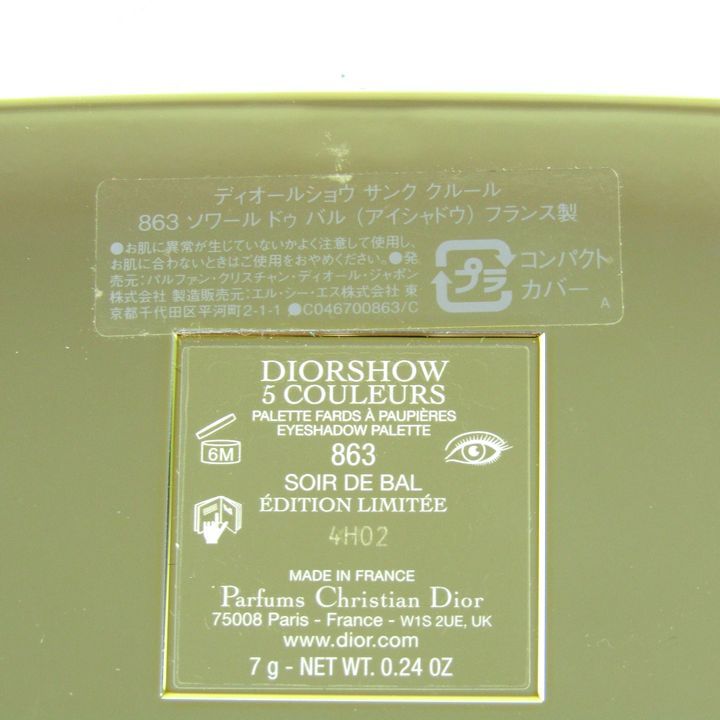 ディオールショウ サンク クルール
863 ソワール ドゥ バル（アイシャドウ）フランス製
●お肌に異常が生じていないかよく注意して使用し、
お肌に合わないときはご使用をおやめください。●発
売元：パルファン・クリスチャン・ディオール・ジャポン
株式会社 製造販売元：エル・シー・エス株式会社 東
京都千代田区平河町2-1-1 ●C046700863/C
プラ
コンパクト
カバー
A
DIORSHOW
5 COULEURS
PALETTE FARDS À PAUPIÈRES
EYESHADOW PALETTE
6M
863
SOIR DE BAL
ÉDITION LIMITÉE
4H02
MADE IN FRANCE
Parfums Christian Dior
75008 Paris - France - W1S 2UE, UK
www.dior.com
7 g - NET WT. 0.24 OZ